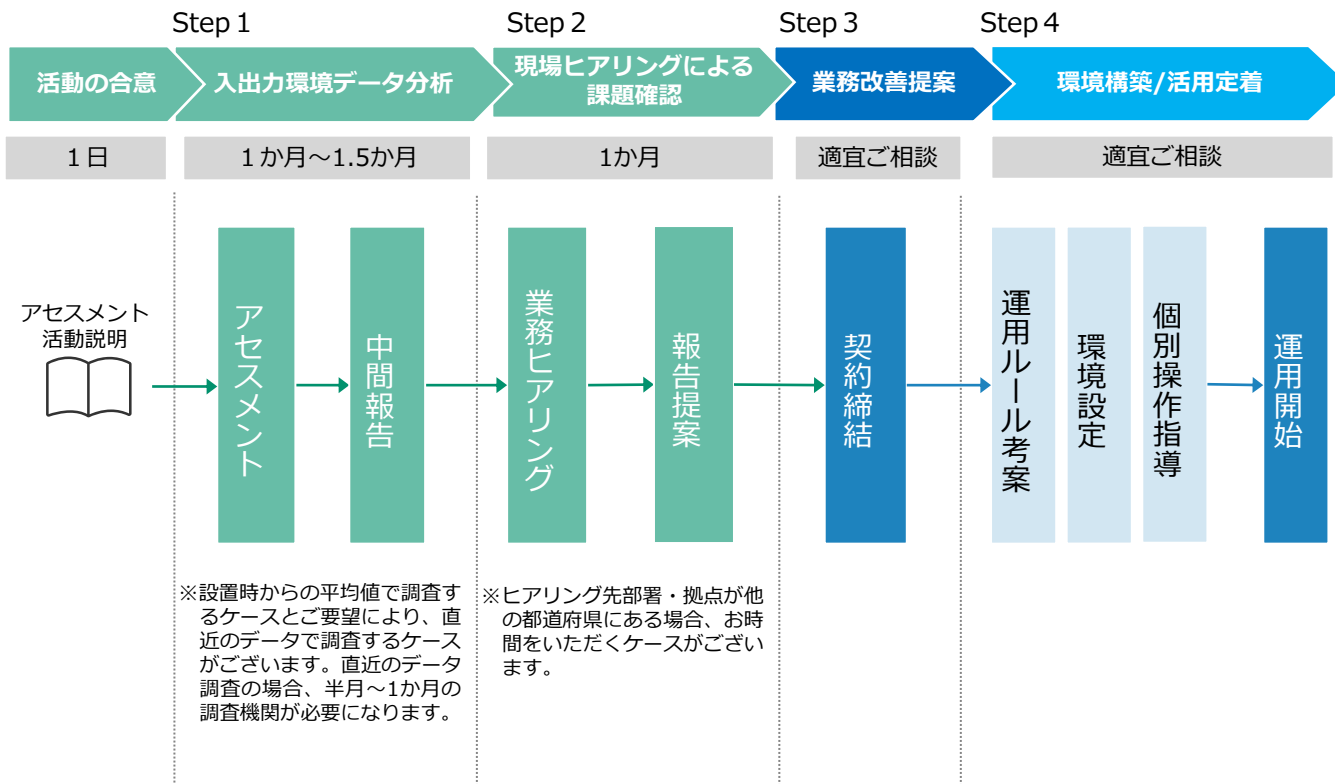 Step 1
Step 2
Step 3
Step 4
活動の合意
入出力環境データ分析
現場ヒアリングによる
課題確認
業務改善提案
環境構築/活用定着
１日
１か月～1.5か月
1か月
適宜ご相談
適宜ご相談
アセスメント
活動説明
アセスメント
中間報告
業務ヒアリング
報告提案
契約締結
運用ルール考案
環境設定
個別操作指導
運用開始
※設置時からの平均値で調査す
るケースとご要望により、直
近のデータで調査するケース
がございます。直近のデータ
調査の場合、半月～1か月の
調査機関が必要になります。
※ヒアリング先部署・拠点が他
の都道府県にある場合、お時
間をいただくケースがござい
ます。